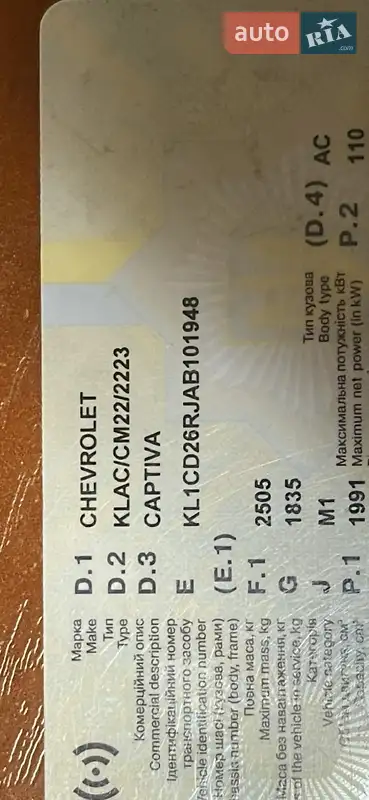 auto RIA .com
Марка D.1 CHEVROLET
Make
Тип D.2 KLAC/CM22/2223
Type
Комерційний опис D.3 CAPTIVA
Commercial description
Ідентифікаційний номер E KL1CD26RJAB101948
транспортного засобу
Vehicle identification number
Номер шасі (кузова, рами) (E.1)
chassis number (body, frame)
Повна маса, кг F.1 2505
Maximum mass, kg
Маса без навантаження, кг G 1835
of the vehicle in service, kg
Категорія J M1 Тип кузова (D.4) AC
Vehicle category Body type
P.1 1991 Максимальна потужність кВт P.2 110
capacity, cm³ Maximum net power (in kW)